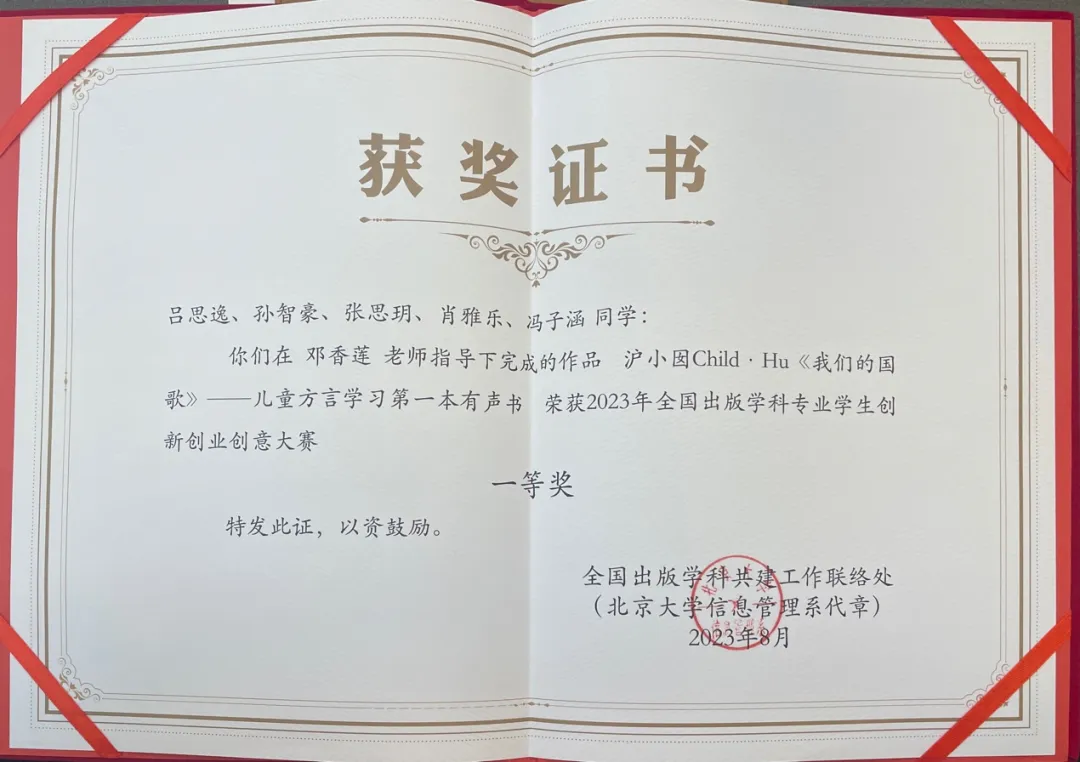 获奖证书
吕思逸、孙智豪、张思玥、肖雅乐、冯子涵 同学：
你们在 邓香莲 老师指导下完成的作品 沪小囡Child · Hu《我们的国
歌》——儿童方言学习第一本有声书 荣获2023年全国出版学科专业学生创
新创业创意大赛
一等奖
特发此证，以资鼓励。
全国出版学科共建工作联络处
（北京大学信息管理系代章）
2023年8月